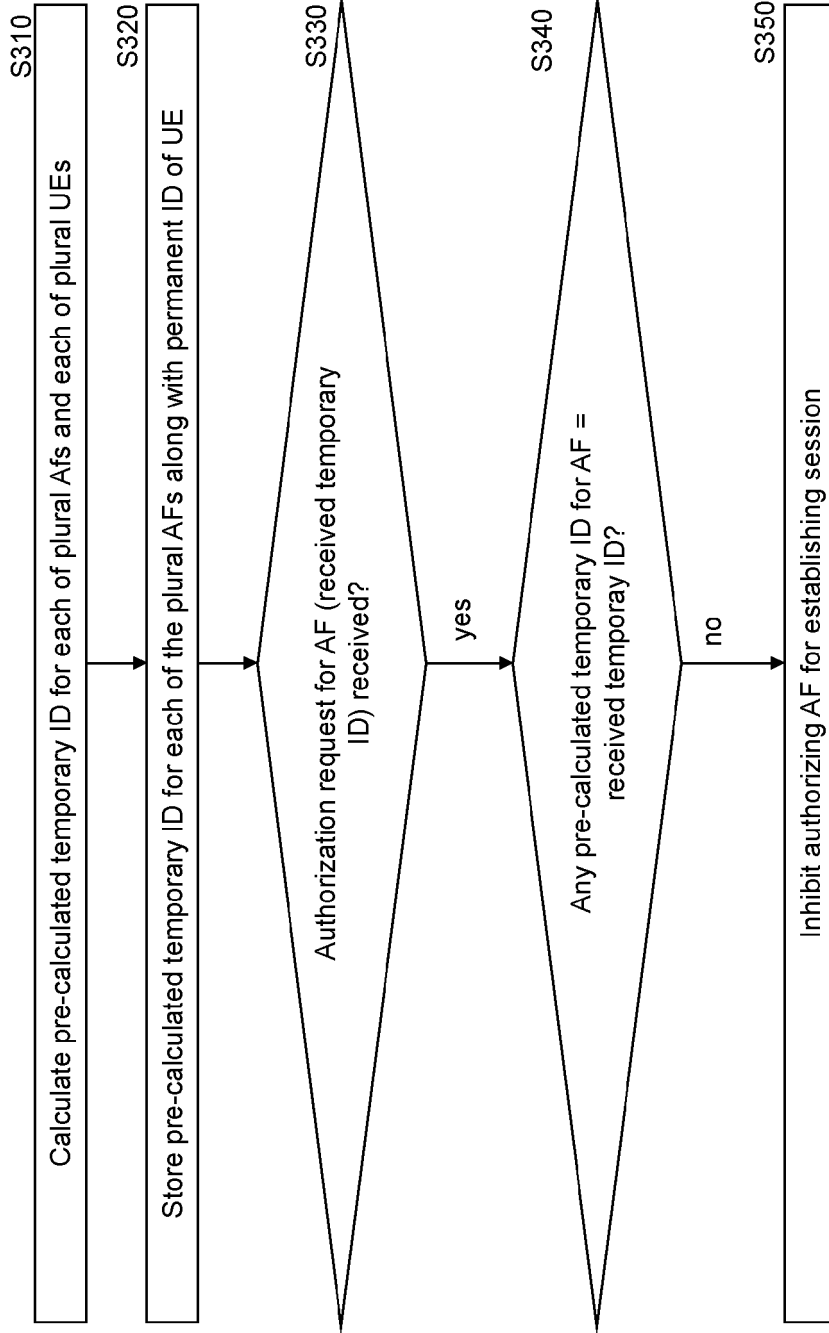 S310
Calculate pre-calculated temporary ID for each of plural Afs and each of plural UEs
S320
Store pre-calculated temporary ID for each of the plural AFs along with permanent ID of UE
S330
Authorization request for AF (received temporary
ID) received?
yes
S340
Any pre-calculated temporary ID for AF =
received temporay ID?
no
S350
Inhibit authorizing AF for establishing session